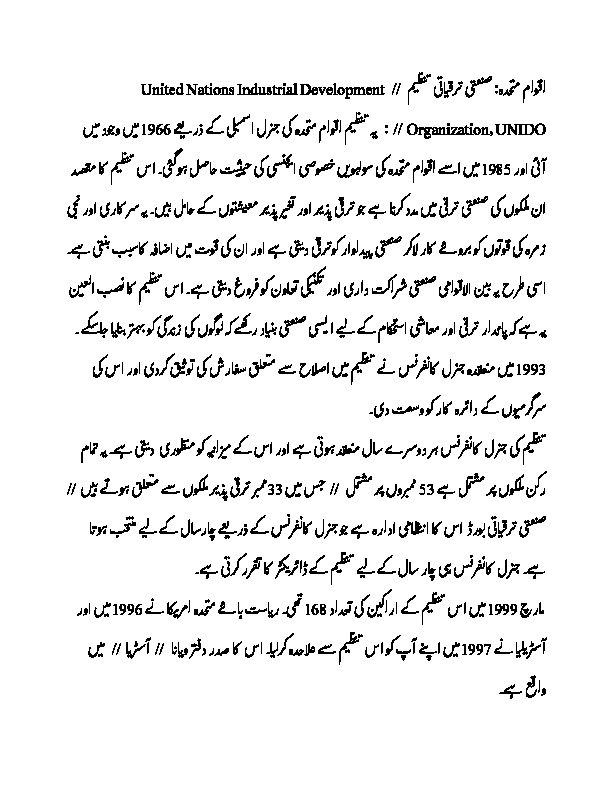 اقوام متحدہ: صنعتی ترقیاتی تنظیم // United Nations Industrial Development
Organization, UNIDO // : یہ تنظیم اقوام متحدہ کی جنرل اسمبلی کے ذریعے 1966 میں وجود میں
آئی اور 1985 میں اسے اقوام متحدہ کی سولہویں خصوصی ایجنسی کی حیثیت حاصل ہوگئی۔ اس تنظیم کا مقصد
ان ملکوں کی صنعتی ترقی میں مدد کرنا ہے جو ترقی پذیر اور تغیر پذیر معیشتوں کے حامل ہیں۔ یہ سرکاری اور نجی
زمرہ کی قوتوں کو بروئے کار لاکر صنعتی پیداوار کو ترقی دیتی ہے اور ان کی قوت میں اضافہ کا سبب بنتی ہے۔
اسی طرح یہ بین الاقوامی صنعتی شراکت داری اور تکنیکی تعاون کو فروغ دیتی ہے۔ اس تنظیم کا نصب العین
یہ ہے کہ پائدار ترقی اور معاشی استحکام کے لیے ایسی صنعتی بنیاد رکھے کہ لوگوں کی زندگی کو بہتر بنایا جاسکے۔
1993 میں منعقدہ جنرل کانفرنس نے تنظیم میں اصلاح سے متعلق سفارش کی توثیق کردی اور اس کی
سرگرمیوں کے دائرہ کار کو وسعت دی۔
تنظیم کی جنرل کانفرنس ہر دوسرے سال منعقد ہوتی ہے اور اس کے میزانیہ کو منظوری دیتی ہے۔ یہ تمام
رکن ملکوں پر مشتمل ہے 53 ممبروں پر مشتمل // جس میں 33 ممبر ترقی پذیر ملکوں سے متعلق ہوتے ہیں //
صنعتی ترقیاتی بورڈ اس کا انتظامی ادارہ ہے جو جنرل کانفرنس کے ذریعے چار سال کے لیے منتخب ہوتا
ہے۔ جنرل کانفرنس ہی چار سال کے لیے تنظیم کے ڈائریکٹر کا تقرر کرتی ہے۔
مارچ 1999 میں اس تنظیم کے اراکین کی تعداد 168 تھی۔ ریاست ہائے متحدہ امریکا نے 1996 میں اور
آسٹریلیا نے 1997 میں اپنے آپ کو اس تنظیم سے علاحدہ کرلیا۔ اس کا صدر دفتر ویانا // آسٹریا // میں
واقع ہے۔